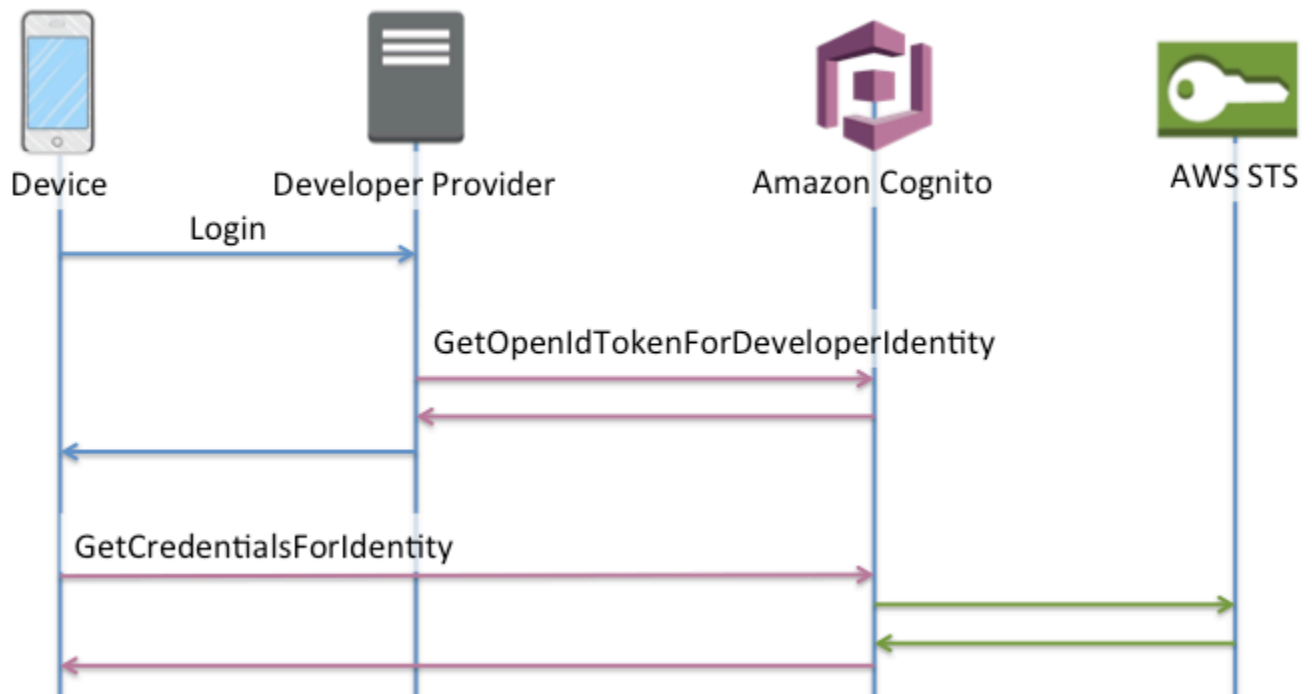 Device
Developer Provider
Amazon Cognito
AWS STS
Login
GetOpenIdTokenForDeveloperIdentity
GetCredentialsForIdentity